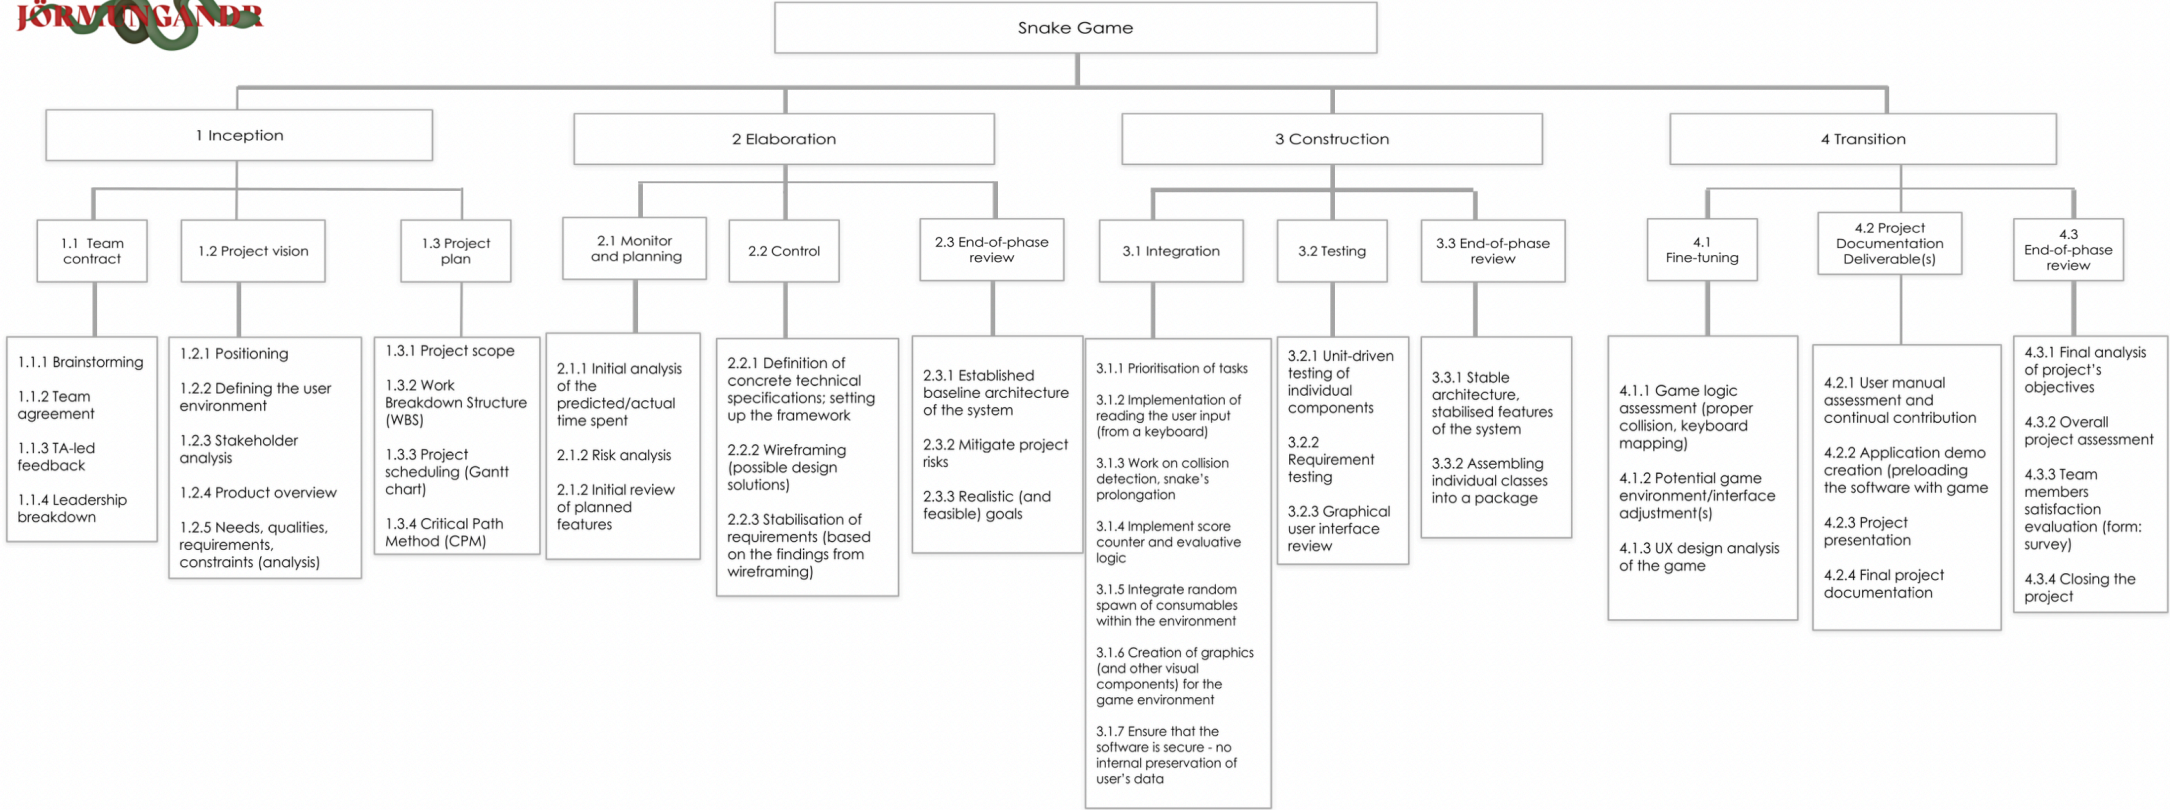 JÖRMUNGANDR
Snake Game
1 Inception
2 Elaboration
3 Construction
4 Transition
1.1 Team
contract
1.2 Project vision
1.3 Project
plan
2.1 Monitor
and planning
2.2 Control
2.3 End-of-phase
review
3.1 Integration
3.2 Testing
3.3 End-of-phase
review
4.1
Fine-tuning
4.2 Project
Documentation
Deliverable(s)
4.3
End-of-phase
review
1.1.1 Brainstorming
1.1.2 Team
agreement
1.1.3 TA-led
feedback
1.1.4 Leadership
breakdown
1.2.1 Positioning
1.2.2 Defining the user
environment
1.2.3 Stakeholder
analysis
1.2.4 Product overview
1.2.5 Needs, qualities,
requirements,
constraints (analysis)
1.3.1 Project scope
1.3.2 Work
Breakdown Structure
(WBS)
1.3.3 Project
scheduling (Gantt
chart)
1.3.4 Critical Path
Method (CPM)
2.1.1 Initial analysis
of the
predicted/actual
time spent
2.1.2 Risk analysis
2.1.2 Initial review
of planned
features
2.2.1 Definition of
concrete technical
specifications; setting
up the framework
2.2.2 Wireframing
(possible design
solutions)
2.2.3 Stabilisation of
requirements (based
on the findings from
wireframing)
2.3.1 Established
baseline architecture
of the system
2.3.2 Mitigate project
risks
2.3.3 Realistic (and
feasible) goals
3.1.1 Prioritisation of tasks
3.1.2 Implementation of
reading the user input
(from a keyboard)
3.1.3 Work on collision
detection, snake's
prolongation
3.1.4 Implement score
counter and evaluative
logic
3.1.5 Integrate random
spawn of consumables
within the environment
3.1.6 Creation of graphics
(and other visual
components) for the
game environment
3.1.7 Ensure that the
software is secure - no
internal preservation of
user's data
3.2.1 Unit-driven
testing of
individual
components
3.2.2
Requirement
testing
3.2.3 Graphical
user interface
review
3.3.1 Stable
architecture,
stabilised features
of the system
3.3.2 Assembling
individual classes
into a package
4.1.1 Game logic
assessment (proper
collision, keyboard
mapping)
4.1.2 Potential game
environment/interface
adjustment(s)
4.1.3 UX design analysis
of the game
4.2.1 User manual
assessment and
continual contribution
4.2.2 Application demo
creation (preloading
the software with game
4.2.3 Project
presentation
4.2.4 Final project
documentation
4.3.1 Final analysis
of project's
objectives
4.3.2 Overall
project assessment
4.3.3 Team
members
satisfaction
evaluation (form:
survey)
4.3.4 Closing the
project